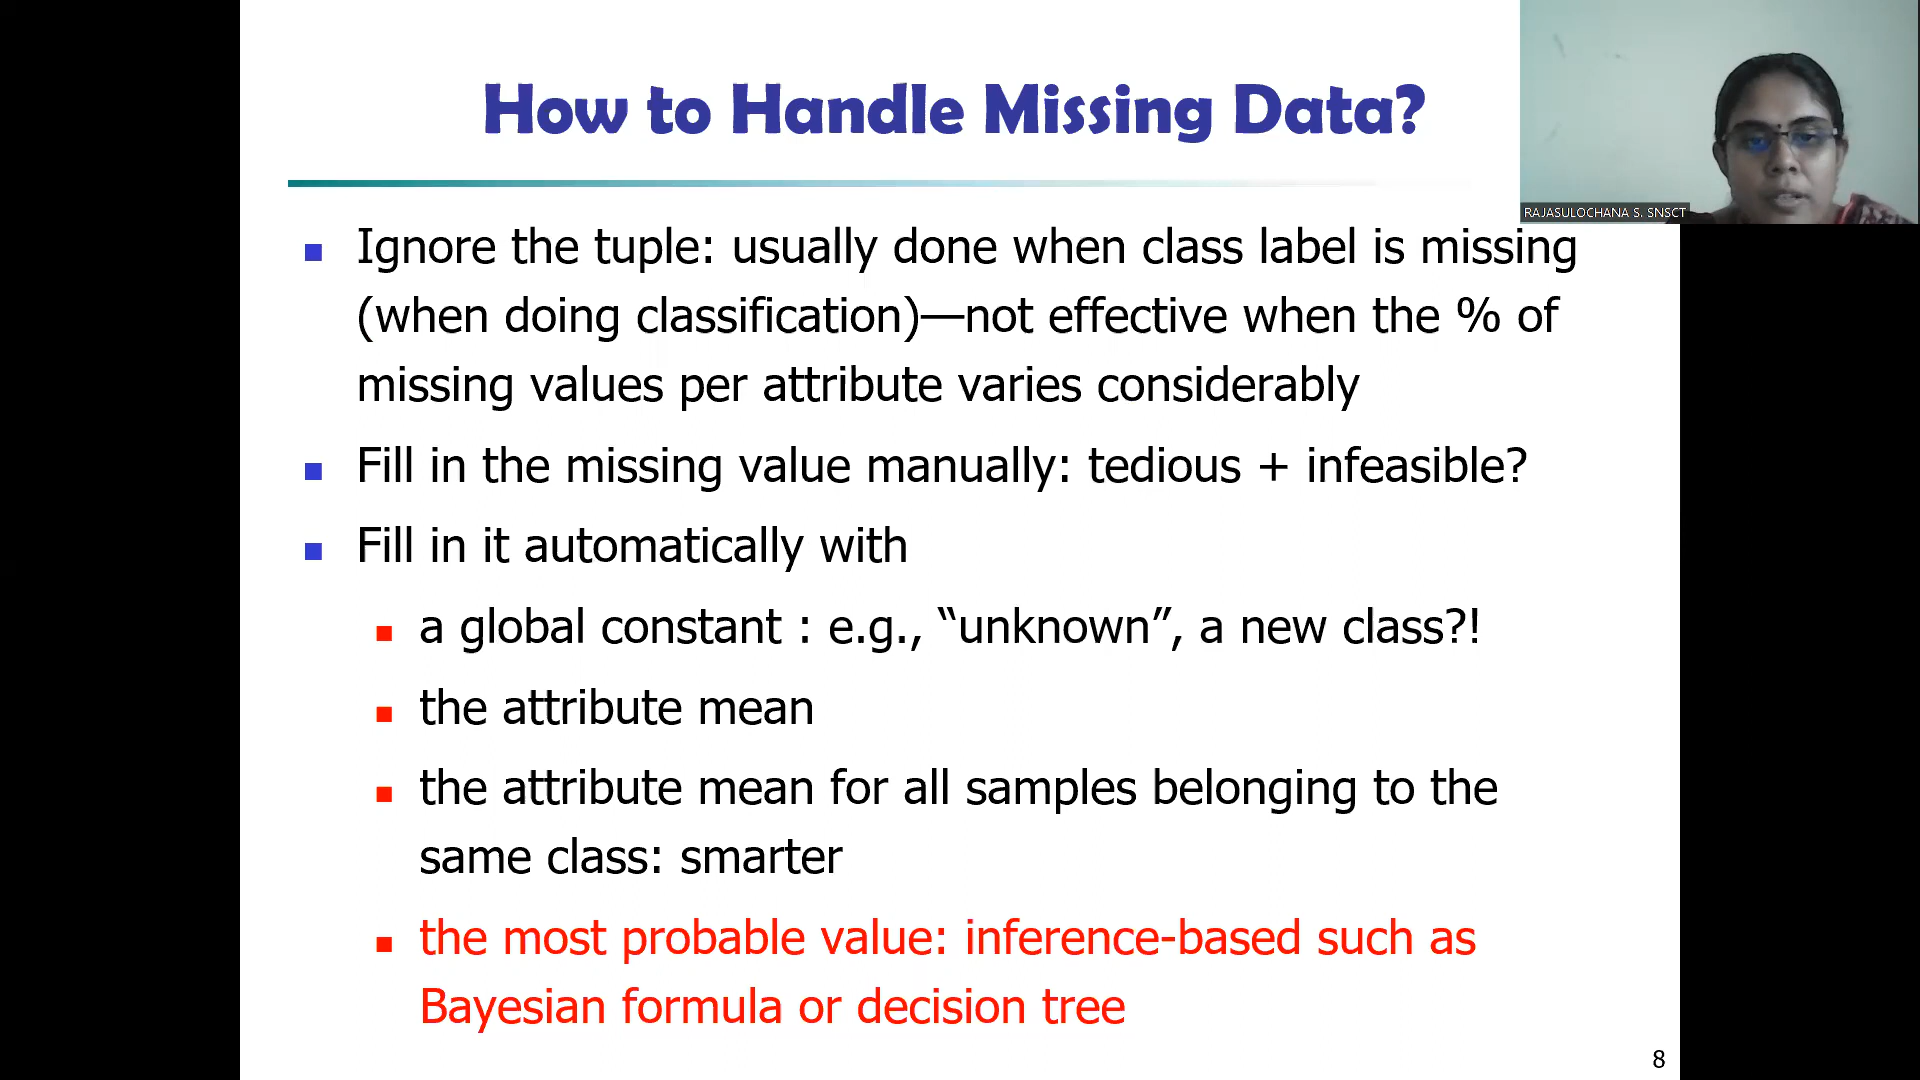 How to Handle Missing Data?
RAJASULOCHANA S. SNSCT
Ignore the tuple: usually done when class label is missing
(when doing classification)—not effective when the % of
missing values per attribute varies considerably
Fill in the missing value manually: tedious + infeasible?
Fill in it automatically with
a global constant : e.g., “unknown”, a new class?!
the attribute mean
the attribute mean for all samples belonging to the
same class: smarter
the most probable value: inference-based such as
Bayesian formula or decision tree
8